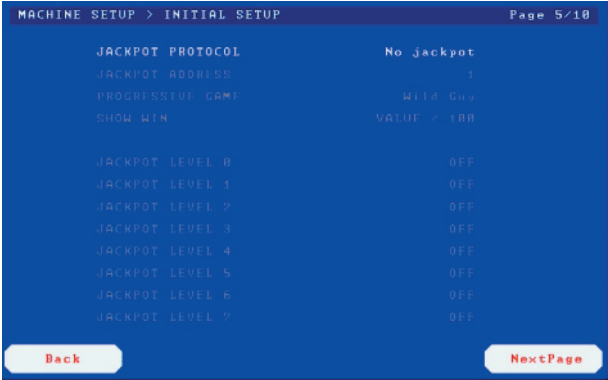 MACHINE SETUP > INITIAL SETUP Page 5/10
JACKPOT PROTOCOL No jackpot
JACKPOT ADDRESS 1
PROGRESSIVE GAME Wild Guy
SHOW WIN VALUE / 100
JACKPOT LEVEL 0 OFF
JACKPOT LEVEL 1 OFF
JACKPOT LEVEL 2 OFF
JACKPOT LEVEL 3 OFF
JACKPOT LEVEL 4 OFF
JACKPOT LEVEL 5 OFF
JACKPOT LEVEL 6 OFF
JACKPOT LEVEL 7 OFF
Back NextPage